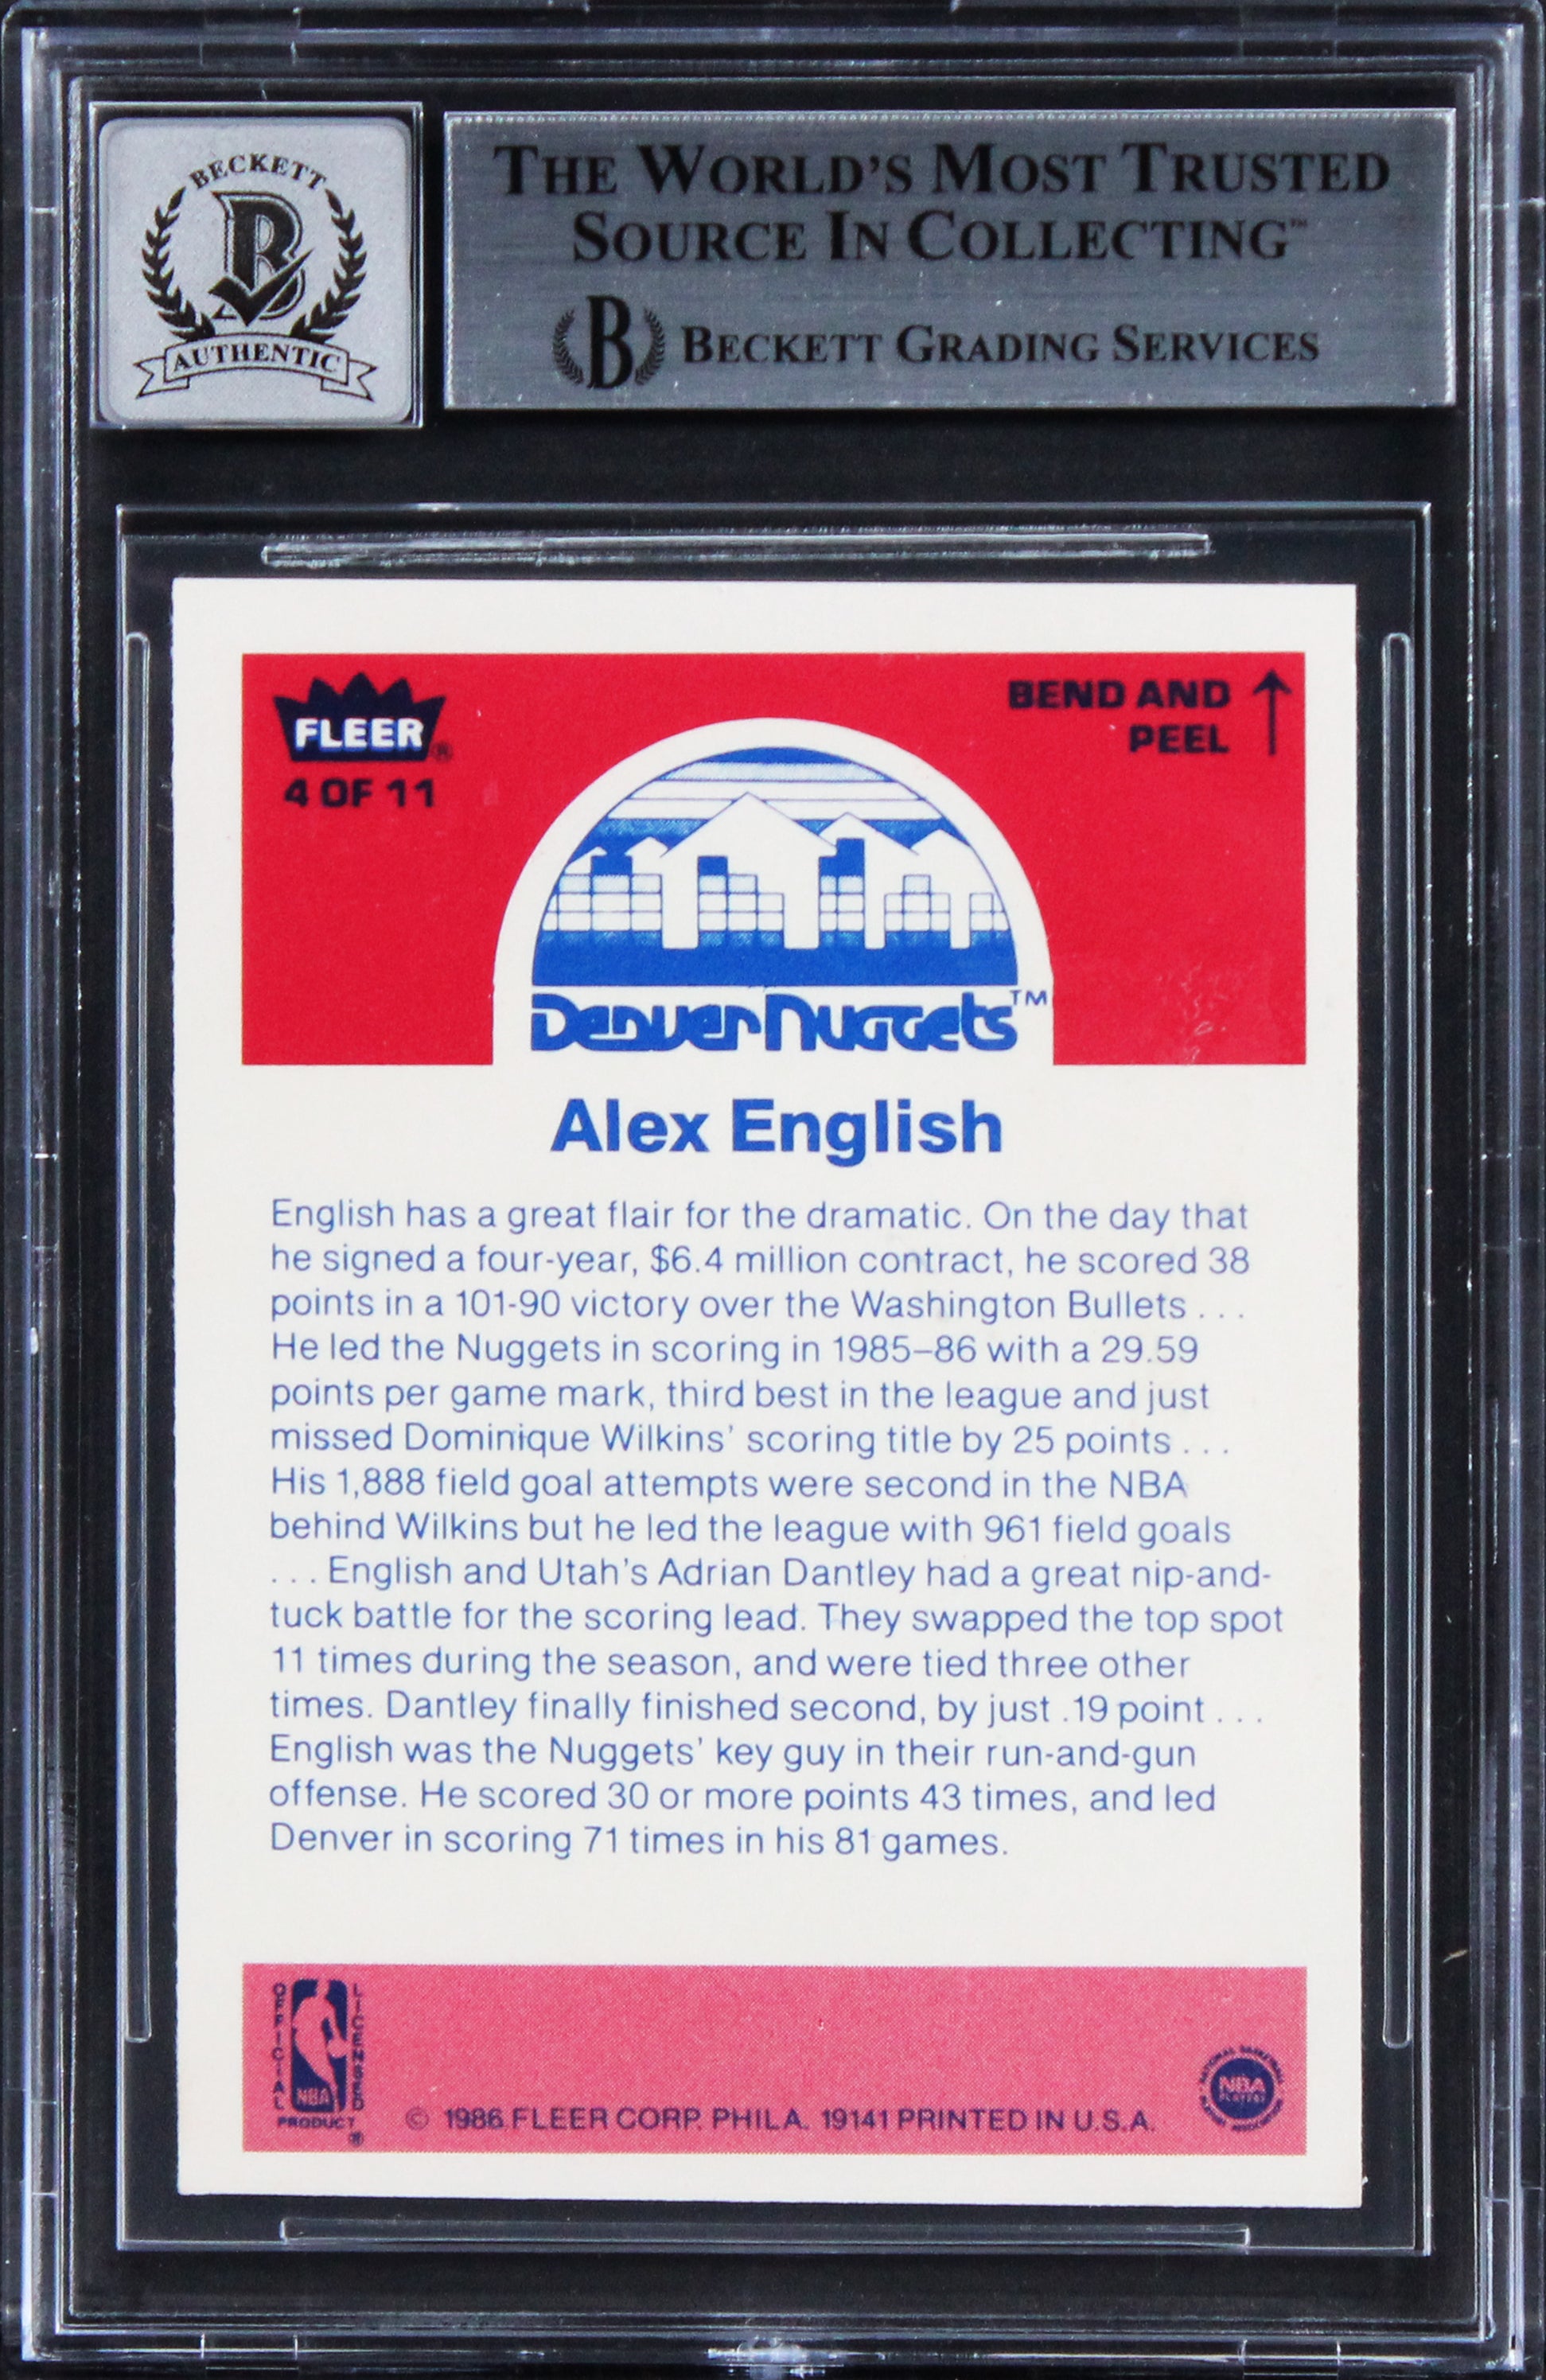 BECKETT
B
AUTHENTIC
THE WORLD'S MOST TRUSTED
SOURCE IN COLLECTING™
B BECKETT GRADING SERVICES
FLEER®
4 OF 11
BEND AND
PEEL
Denver Nuggets™
Alex English
English has a great flair for the dramatic. On the day that
he signed a four-year, $6.4 million contract, he scored 38
points in a 101-90 victory over the Washington Bullets . . .
He led the Nuggets in scoring in 1985–86 with a 29.59
points per game mark, third best in the league and just
missed Dominique Wilkins' scoring title by 25 points . . .
His 1,888 field goal attempts were second in the NBA
behind Wilkins but he led the league with 961 field goals
. . . English and Utah's Adrian Dantley had a great nip-and-
tuck battle for the scoring lead. They swapped the top spot
11 times during the season, and were tied three other
times. Dantley finally finished second, by just .19 point . . .
English was the Nuggets' key guy in their run-and-gun
offense. He scored 30 or more points 43 times, and led
Denver in scoring 71 times in his 81 games.
OFFICIAL
LICENSED
NBA
PRODUCT
®
© 1986 FLEER CORP. PHILA. 19141 PRINTED IN U.S.A.
NATIONAL BASKETBALL
NBA
PLAYERS